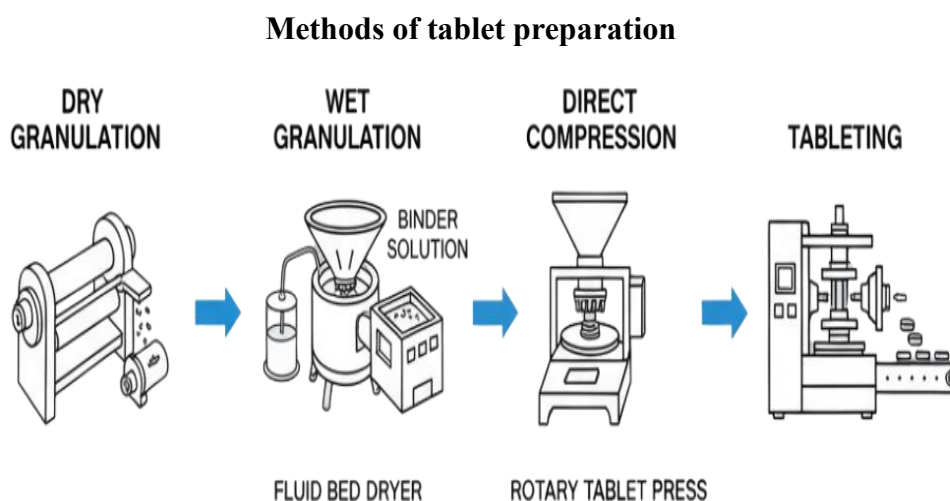 Methods of tablet preparation
DRY
GRANULATION
WET
GRANULATION
DIRECT
COMPRESSION
TABLETING
BINDER
SOLUTION
FLUID BED DRYER
ROTARY TABLET PRESS